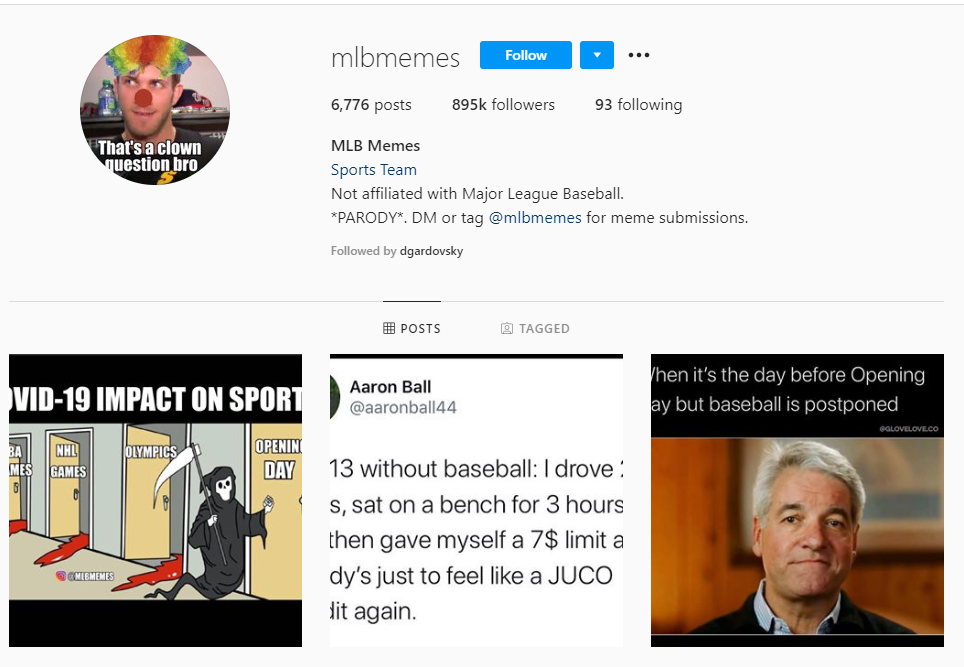 mlbmemes Follow
6,776 posts 895k followers 93 following
MLB Memes
Sports Team
Not affiliated with Major League Baseball.
*PARODY*. DM or tag @mlbmemes for meme submissions.
Followed by dgardovsky
That's a clown
question bro
POSTS TAGGED
OVID-19 IMPACT ON SPORT
BA
MES
NHL
GAMES
OLYMPICS
OPENING
DAY
@MLBMEMES
Aaron Ball
@aaronball44
13 without baseball: I drove 2
s, sat on a bench for 3 hours
then gave myself a 7$ limit a
dy's just to feel like a JUCO
dit again.
hen it's the day before Opening
ay but baseball is postponed
@GLOVELOVE.CO